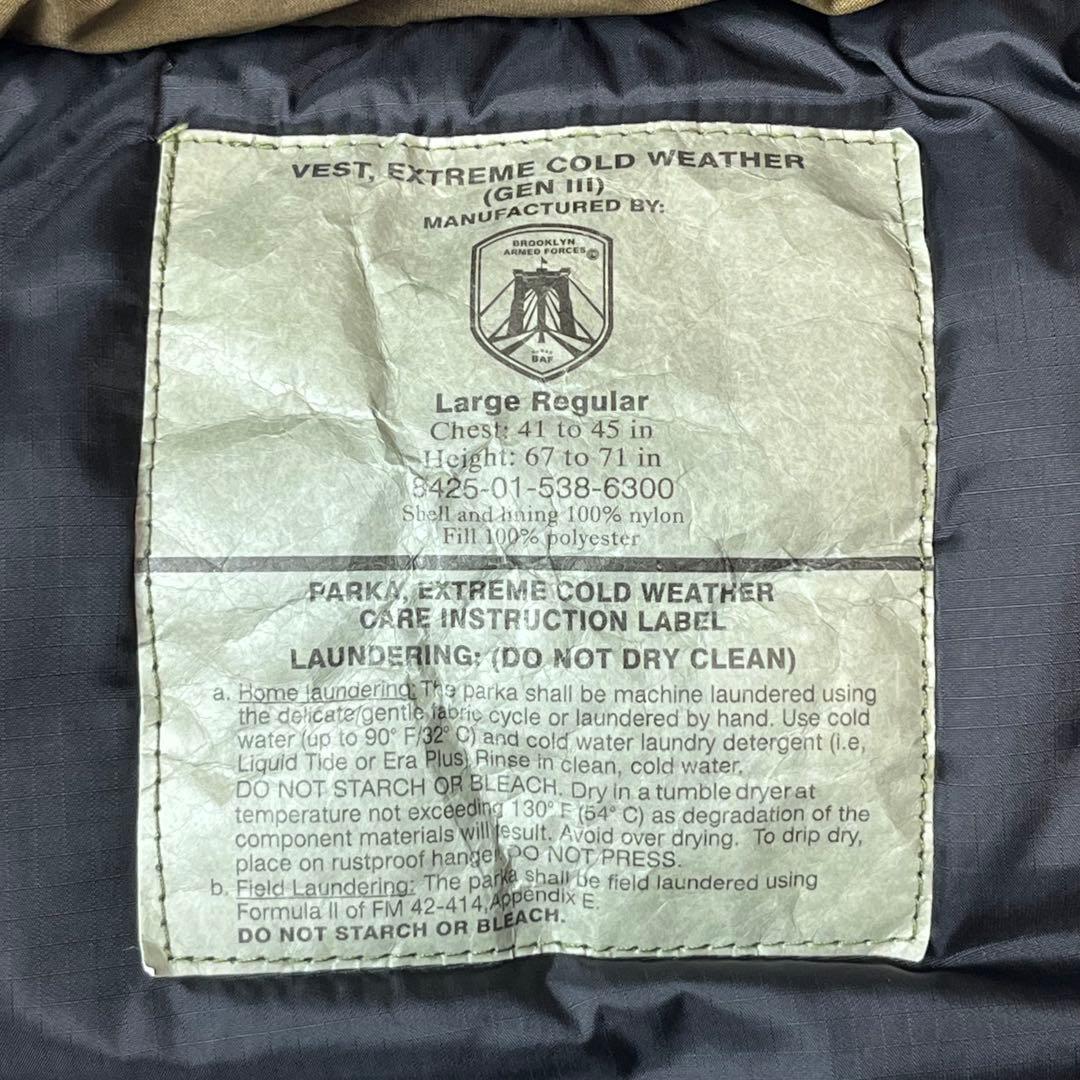 VEST, EXTREME COLD WEATHER
(GEN III)
MANUFACTURED BY:
BROOKLYN
ARMED FORCES ©
BAF
Large Regular
Chest: 41 to 45 in
Height: 67 to 71 in
8425-01-538-6300
Shell and lining 100% nylon
Fill 100% polyester
PARKA, EXTREME COLD WEATHER
CARE INSTRUCTION LABEL
LAUNDERING: (DO NOT DRY CLEAN)
a. Home laundering: The parka shall be machine laundered using
the delicate/gentle fabric cycle or laundered by hand. Use cold
water (up to 90° F/32° C) and cold water laundry detergent (i.e,
Liquid Tide or Era Plus) Rinse in clean, cold water.
DO NOT STARCH OR BLEACH. Dry in a tumble dryer at
temperature not exceeding 130° F (54° C) as degradation of the
component materials will result. Avoid over drying. To drip dry,
place on rustproof hanger. DO NOT PRESS.
b. Field Laundering: The parka shall be field laundered using
Formula II of FM 42-414, Appendix E.
DO NOT STARCH OR BLEACH.